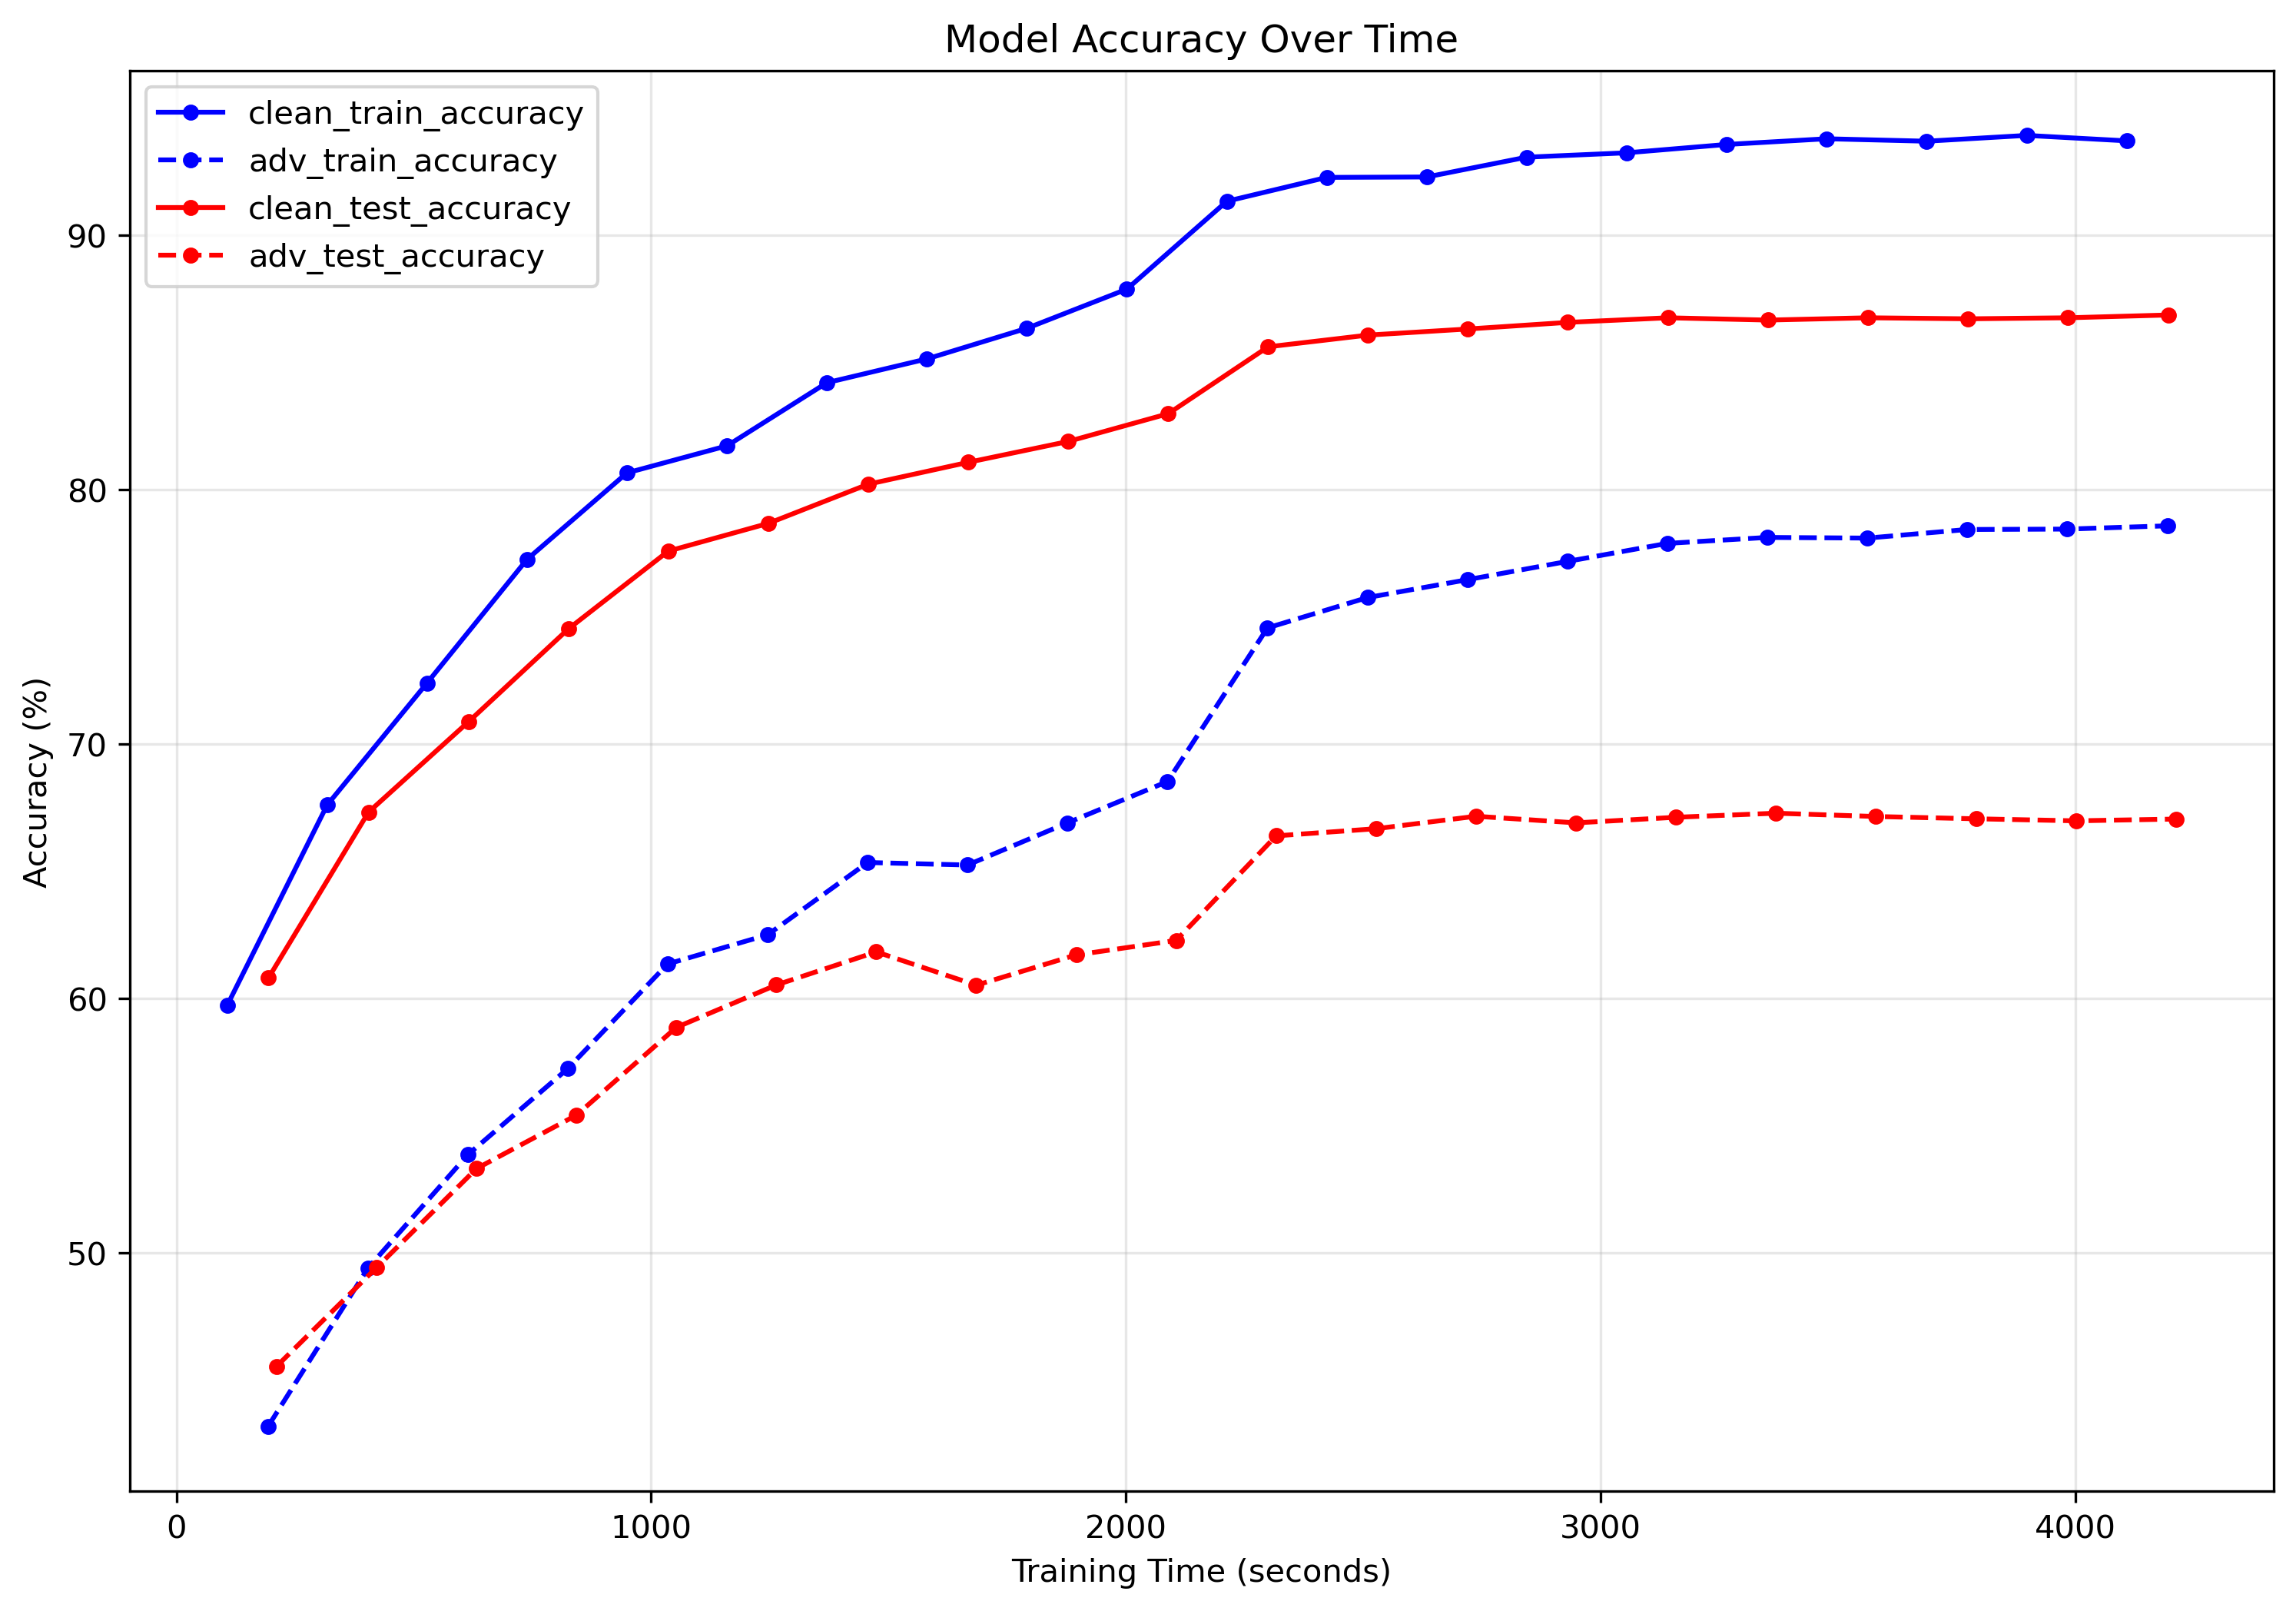 Model Accuracy Over Time
clean_train_accuracy
adv_train_accuracy
clean_test_accuracy
adv_test_accuracy
90
80
70
60
50
Accuracy (%)
0 1000 2000 3000 4000
Training Time (seconds)